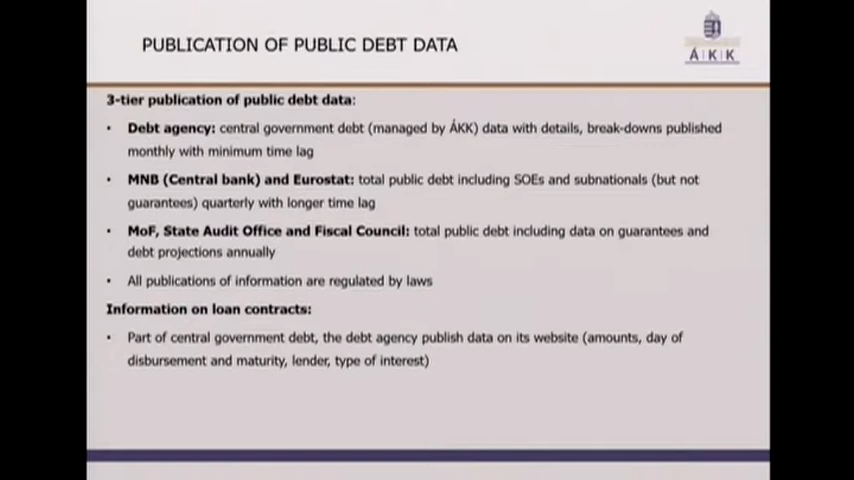 PUBLICATION OF PUBLIC DEBT DATA
Á K K
3-tier publication of public debt data:
• Debt agency: central government debt (managed by ÁKK) data with details, break-downs published
monthly with minimum time lag
• MNB (Central bank) and Eurostat: total public debt including SOEs and subnationals (but not
guarantees) quarterly with longer time lag
• MoF, State Audit Office and Fiscal Council: total public debt including data on guarantees and
debt projections annually
• All publications of information are regulated by laws
Information on loan contracts:
• Part of central government debt, the debt agency publish data on its website (amounts, day of
disbursement and maturity, lender, type of interest)